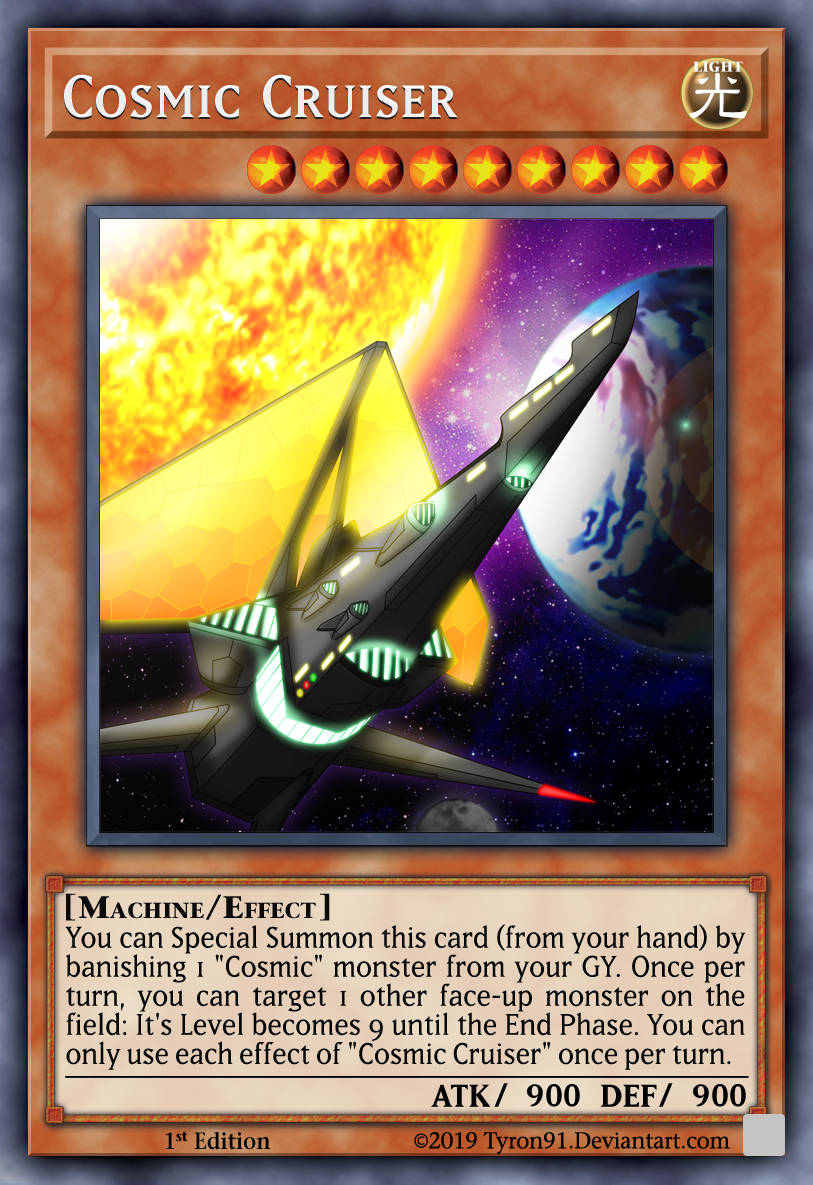 Cosmic Cruiser
LIGHT
光
[Machine/Effect]
You can Special Summon this card (from your hand) by
banishing 1 "Cosmic" monster from your GY. Once per
turn, you can target 1 other face-up monster on the
field: It's Level becomes 9 until the End Phase. You can
only use each effect of "Cosmic Cruiser" once per turn.
ATK/ 900 DEF/ 900
1st Edition ©2019 Tyron91.Deviantart.com